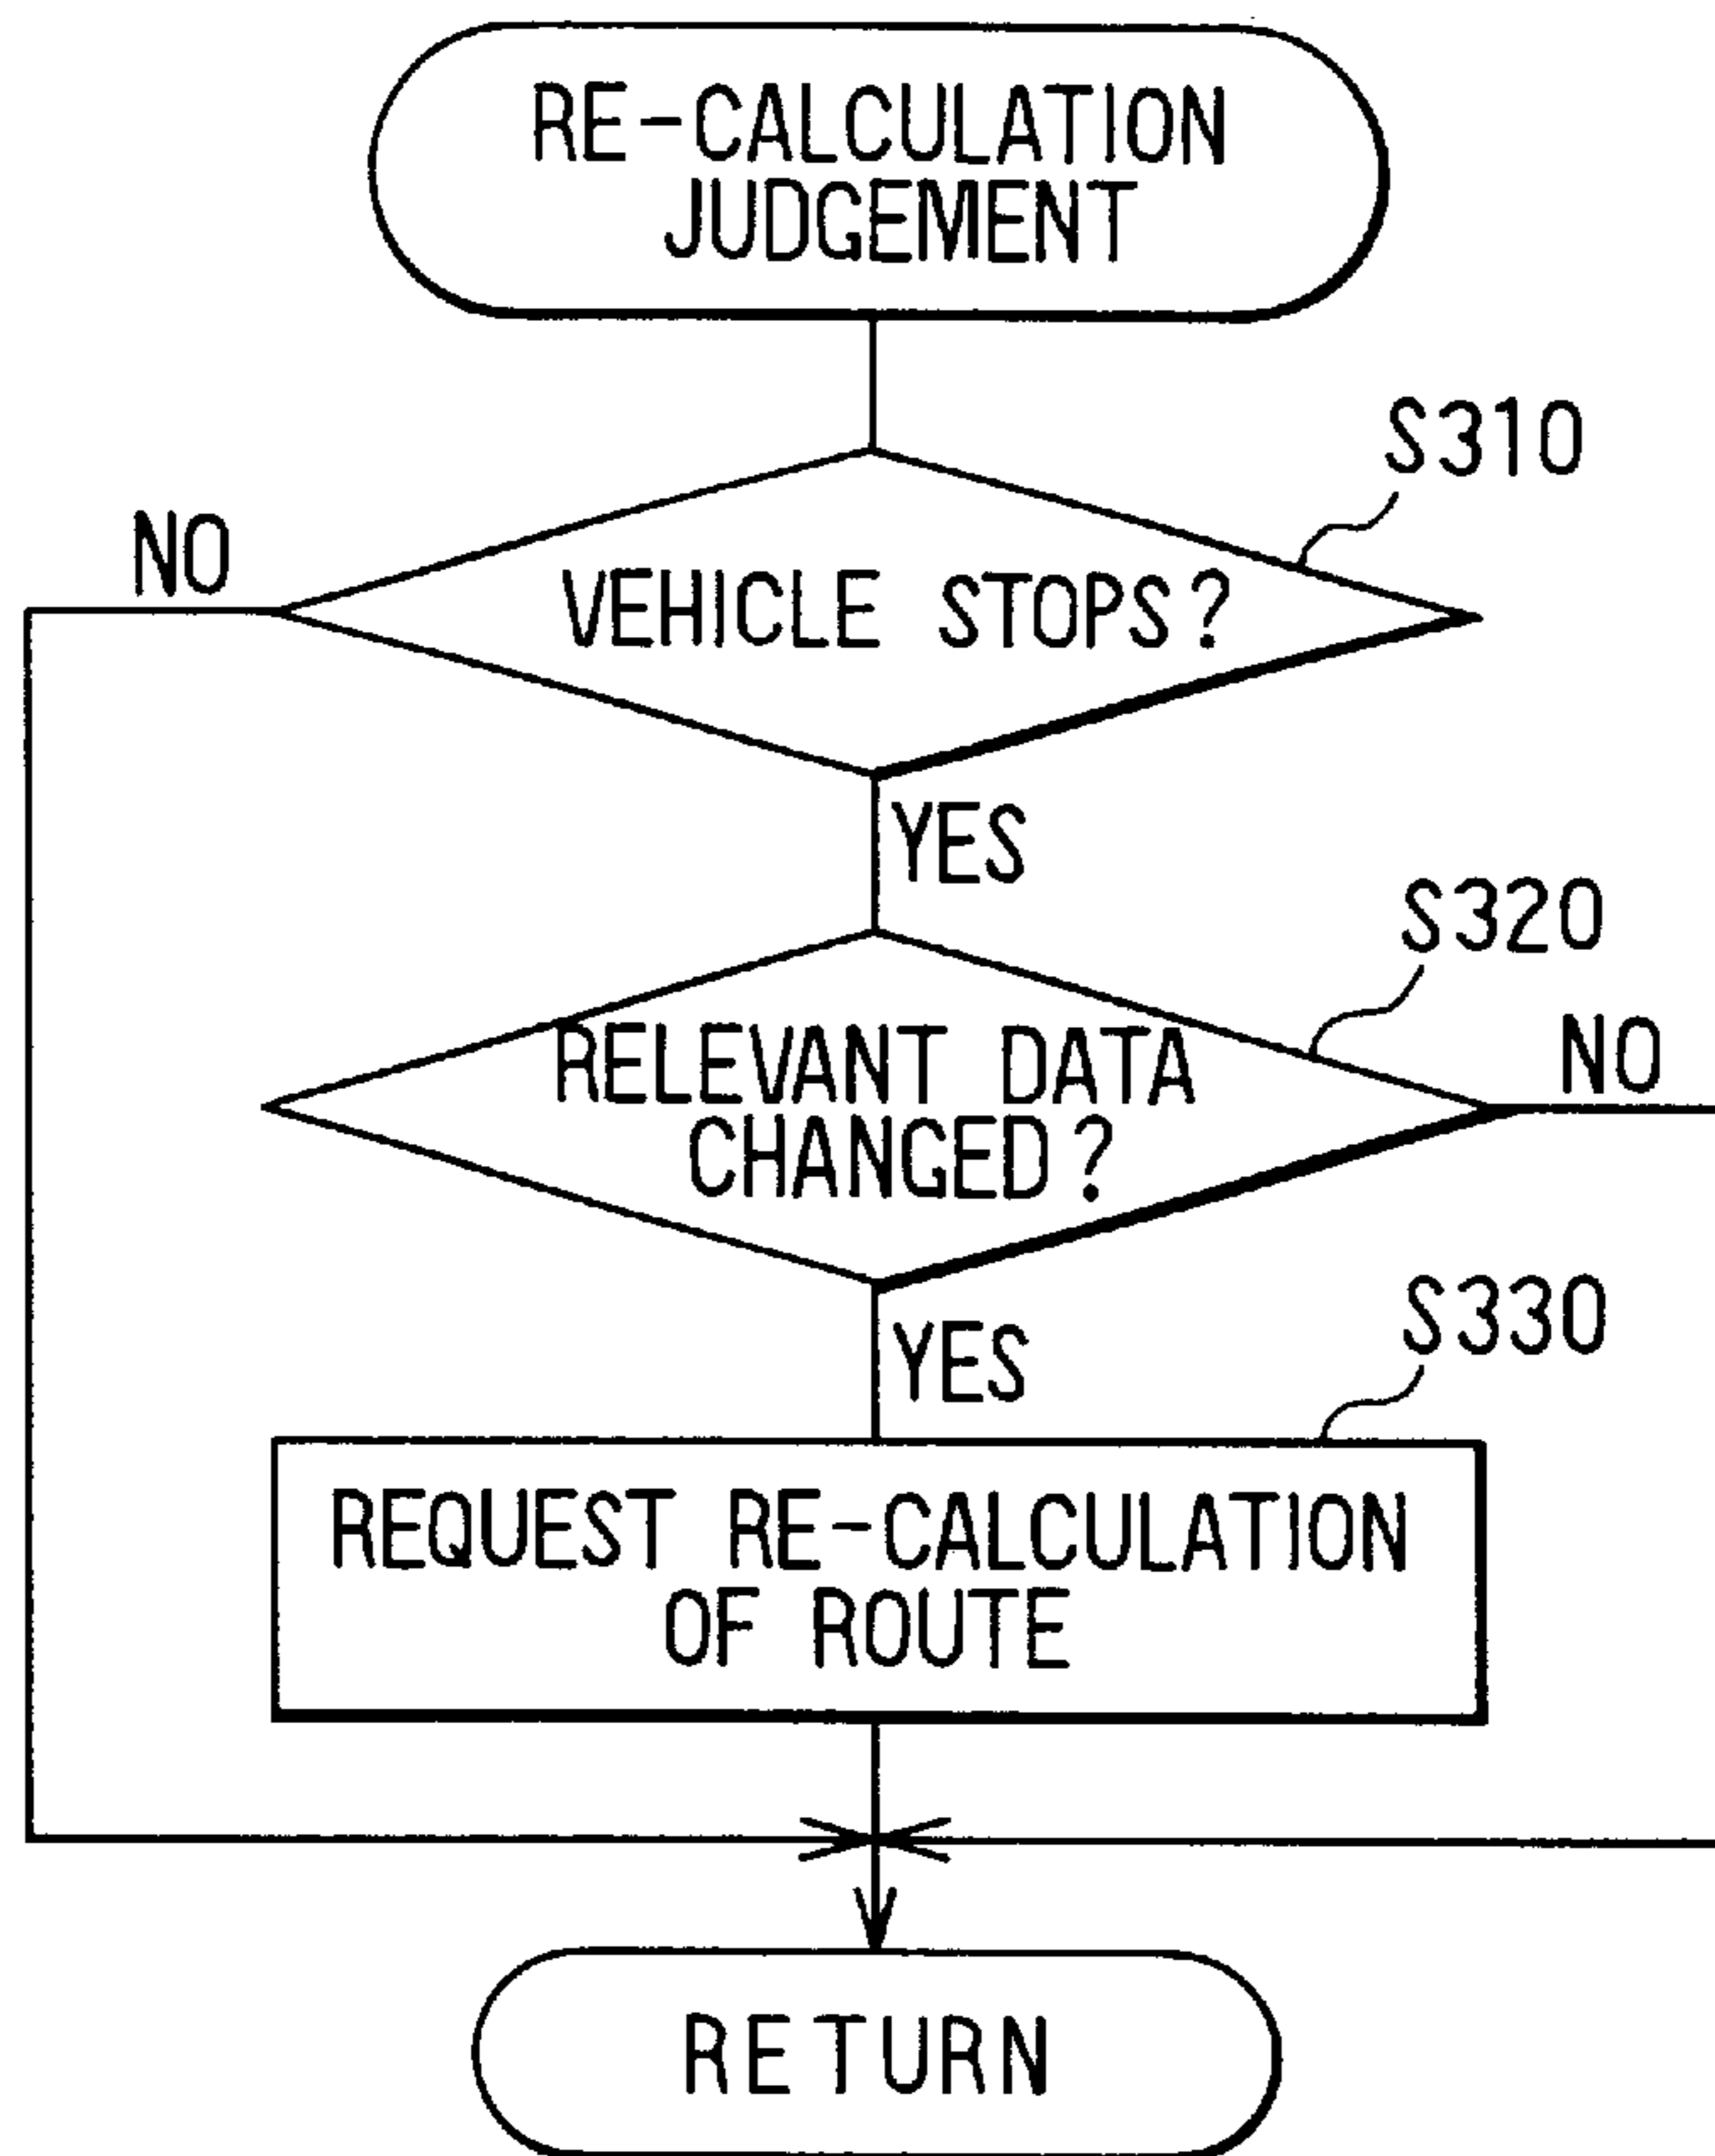 RE-CALCULATION
JUDGEMENT
S310
NO
VEHICLE STOPS?
YES
S320
NO
RELEVANT DATA
CHANGED?
YES
S330
REQUEST RE-CALCULATION
OF ROUTE
RETURN